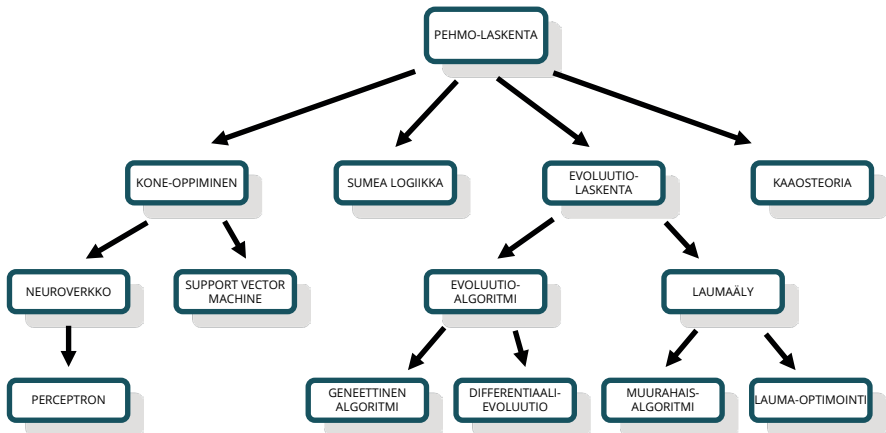 PEHMO-LASKENTA
KONE-OPPIMINEN
SUMEA LOGIIKKA
EVOLUUTIO-
LASKENTA
KAAOSTEORIA
NEUROVERKKO
SUPPORT VECTOR
MACHINE
EVOLUUTIO-
ALGORITMI
LAUMAÄLY
PERCEPTRON
GENEETTINEN
ALGORITMI
DIFFERENTIAALI-
EVOLUUTIO
MUURAHAIS-
ALGORITMI
LAUMA-OPTIMOINTI